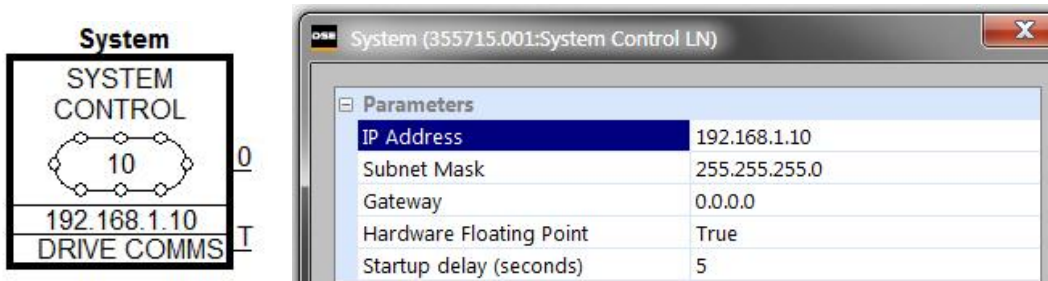 System
SYSTEM
CONTROL
10
0
192.168.1.10
DRIVE COMMS
T
OSE System (355715.001:System Control LN) X
Parameters
IP Address 192.168.1.10
Subnet Mask 255.255.255.0
Gateway 0.0.0.0
Hardware Floating Point True
Startup delay (seconds) 5